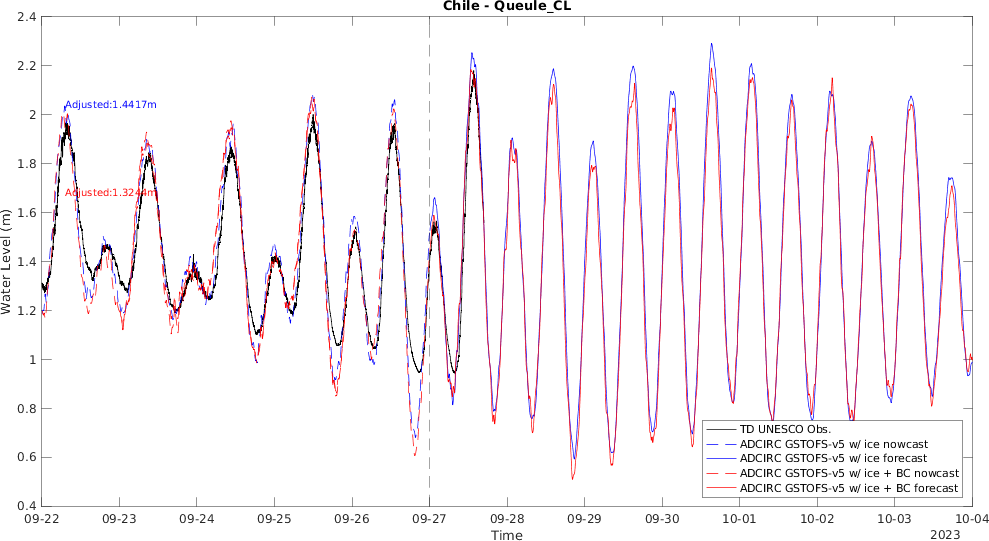 Chile - Queule_CL
2.4
2.2
2
1.8
1.6
1.4
1.2
1
0.8
0.6
0.4
Water Level (m)
Adjusted:1.4417m
Adjusted:1.3244m
TD UNESCO Obs.
ADCIRC GSTOFS-v5 w/ ice nowcast
ADCIRC GSTOFS-v5 w/ ice forecast
ADCIRC GSTOFS-v5 w/ ice + BC nowcast
ADCIRC GSTOFS-v5 w/ ice + BC forecast
09-22 09-23 09-24 09-25 09-26 09-27 09-28 09-29 09-30 10-01 10-02 10-03 10-04
Time
2023